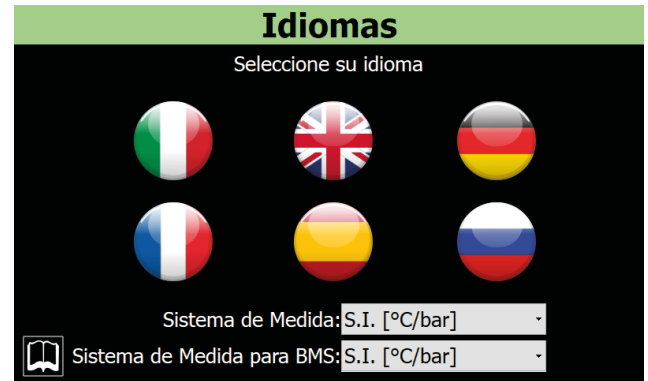 Idiomas
Seleccione su idioma
Sistema de Medida: S.I. [°C/bar]
Sistema de Medida para BMS: S.I. [°C/bar]